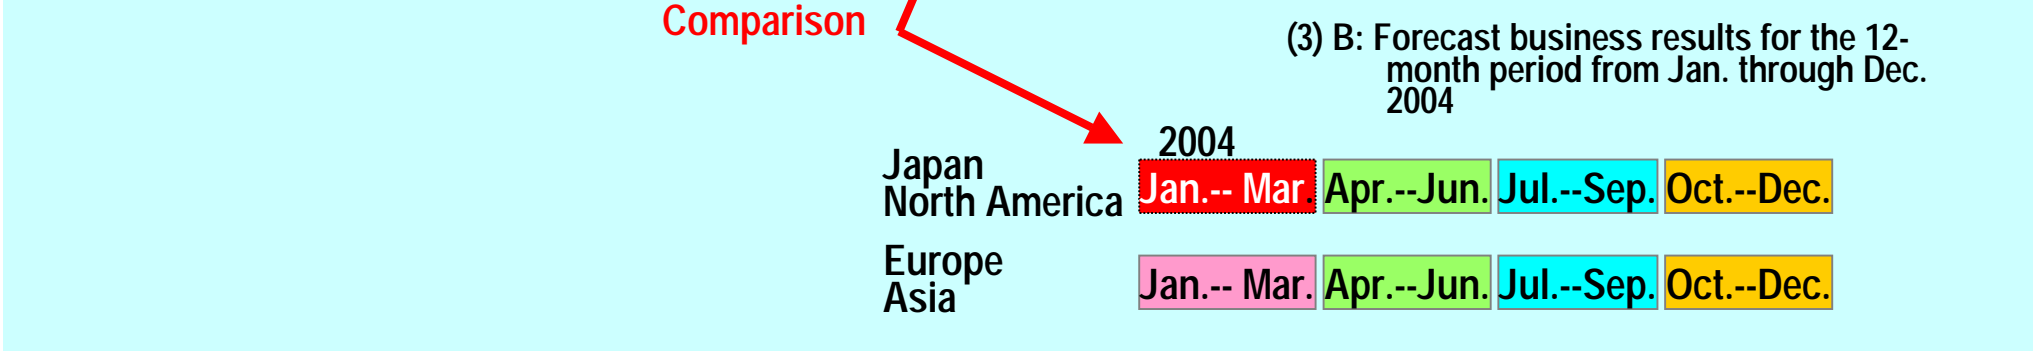 Comparison
(3) B: Forecast business results for the 12-
month period from Jan. through Dec.
2004
2004
Japan
North America
Jan.-- Mar. Apr.--Jun. Jul.--Sep. Oct.--Dec.
Europe
Asia
Jan.-- Mar. Apr.--Jun. Jul.--Sep. Oct.--Dec.